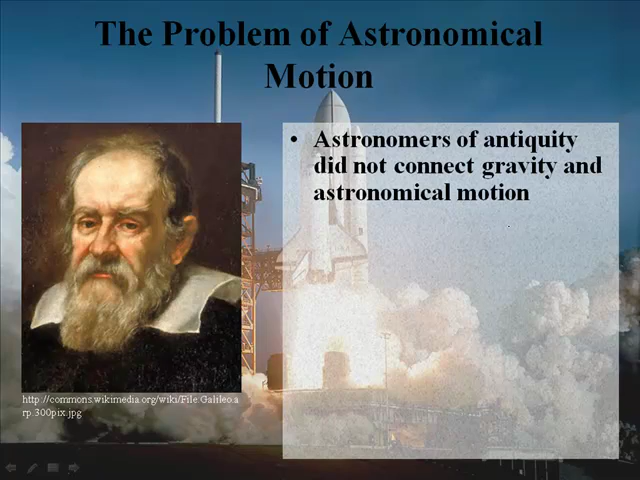 The Problem of Astronomical
Motion
• Astronomers of antiquity
did not connect gravity and
astronomical motion
http://commons.wikimedia.org/wiki/File:Galileo.a
rp.300pix.jpg